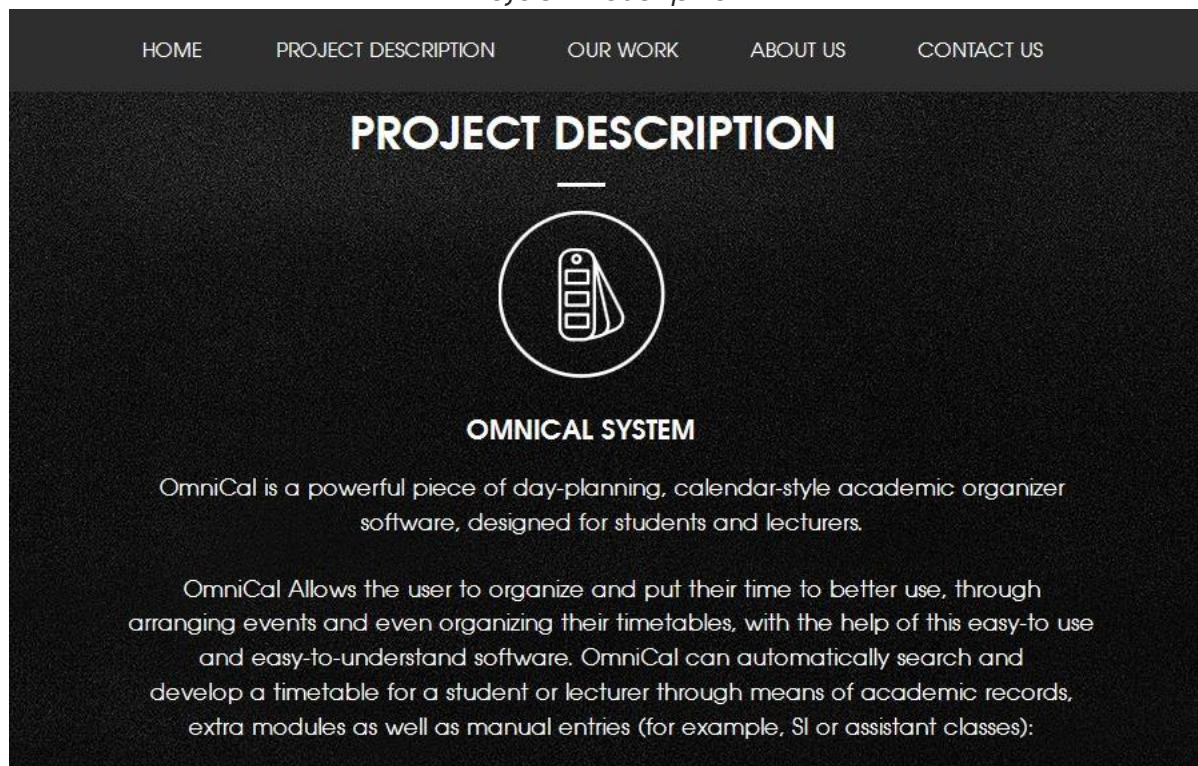 HOME PROJECT DESCRIPTION OUR WORK ABOUT US CONTACT US
PROJECT DESCRIPTION
OMNICAL SYSTEM
OmniCal is a powerful piece of day-planning, calendar-style academic organizer
software, designed for students and lecturers.
OmniCal Allows the user to organize and put their time to better use, through
arranging events and even organizing their timetables, with the help of this easy-to use
and easy-to-understand software. OmniCal can automatically search and
develop a timetable for a student or lecturer through means of academic records,
extra modules as well as manual entries (for example, SI or assistant classes):